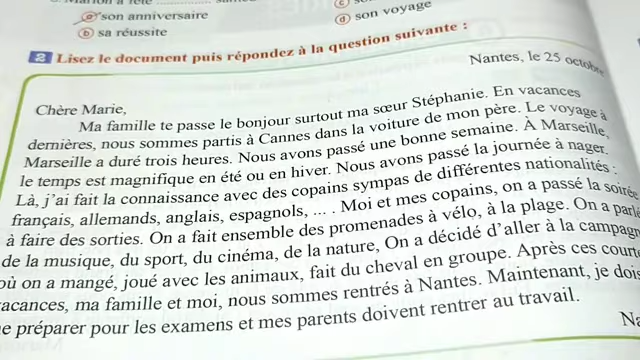 ⓐ son anniversaire
ⓑ sa réussite
ⓓ son voyage
2 Lisez le document puis répondez à la question suivante :
Nantes, le 25 octobre
Chère Marie,
Ma famille te passe le bonjour surtout ma sœur Stéphanie. En vacances
dernières, nous sommes partis à Cannes dans la voiture de mon père. Le voyage à
Marseille a duré trois heures. Nous avons passé une bonne semaine. À Marseille,
le temps est magnifique en été ou en hiver. Nous avons passé la journée à nager.
Là, j'ai fait la connaissance avec des copains sympas de différentes nationalités :
français, allemands, anglais, espagnols, ... . Moi et mes copains, on a passé la soirée
à faire des sorties. On a fait ensemble des promenades à vélo, à la plage. On a parlé
de la musique, du sport, du cinéma, de la nature, On a décidé d'aller à la campagn
où on a mangé, joué avec les animaux, fait du cheval en groupe. Après ces court
vacances, ma famille et moi, nous sommes rentrés à Nantes. Maintenant, je dois
e préparer pour les examens et mes parents doivent rentrer au travail.
Na